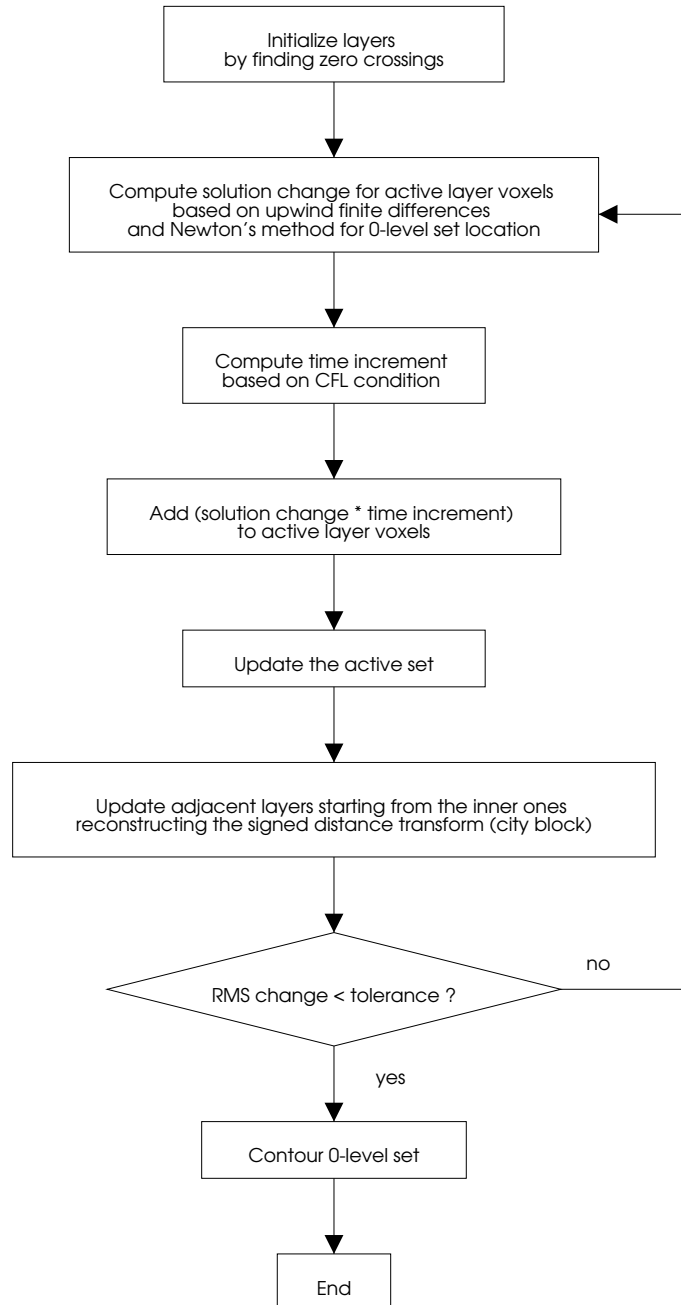 Initialize layers
by finding zero crossings
Compute solution change for active layer voxels
based on upwind finite differences
and Newton's method for 0-level set location
Compute time increment
based on CFL condition
Add (solution change * time increment)
to active layer voxels
Update the active set
Update adjacent layers starting from the inner ones
reconstructing the signed distance transform (city block)
no
RMS change < tolerance ?
yes
Contour 0-level set
End